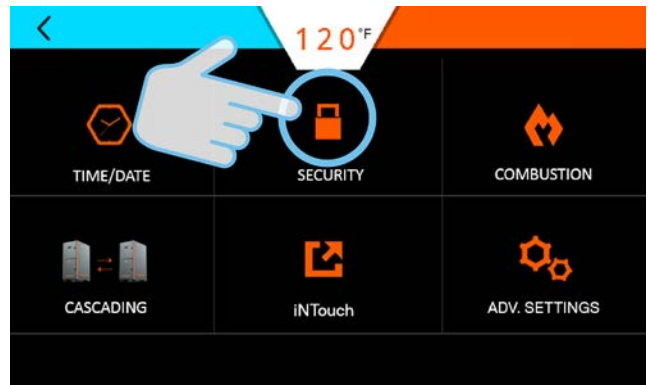 120°F
TIME/DATE
SECURITY
COMBUSTION
CASCADING
iNTouch
ADV. SETTINGS